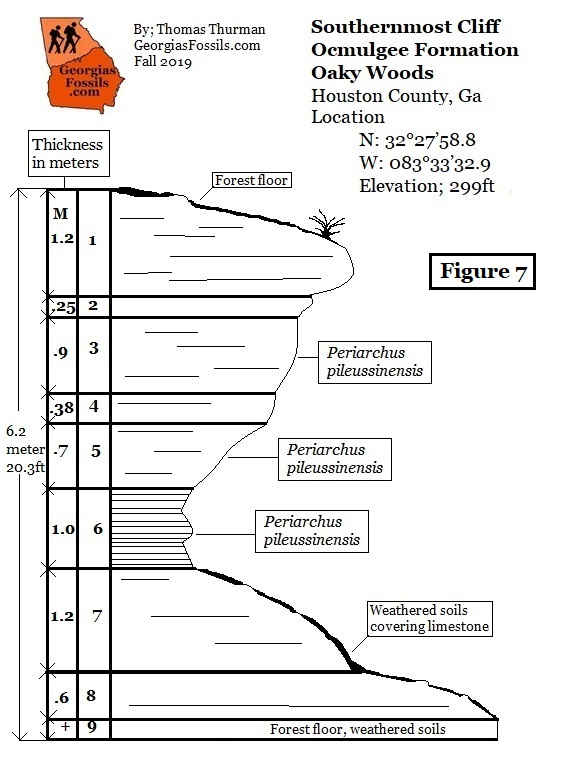 Georgias
Fossils
.com
By; Thomas Thurman
GeorgiasFossils.com
Fall 2019
Southernmost Cliff
Ocmulgee Formation
Oaky Woods
Houston County, Ga
Location
N: 32°27’58.8
W: 083°33’32.9
Elevation; 299ft
Thickness
in meters
Forest floor
Figure 7
M
1.2 1
.25 2
.9 3
Periarchus
pileussinensis
.38 4
6.2
meter
20.3ft
.7 5
Periarchus
pileussinensis
1.0 6
Periarchus
pileussinensis
1.2 7
Weathered soils
covering limestone
.6 8
+ 9
Forest floor, weathered soils